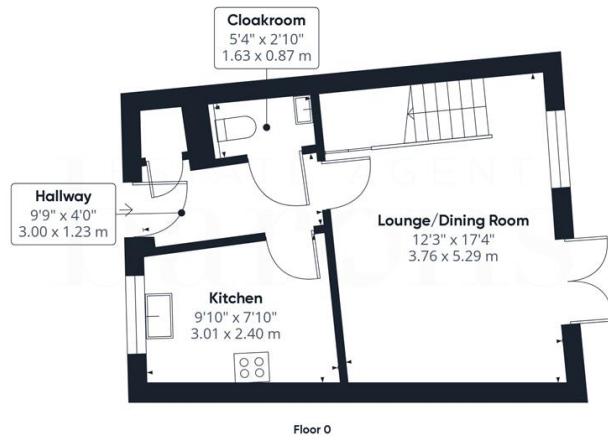 Cloakroom
5'4" x 2'10"
1.63 x 0.87 m
Hallway
9'9" x 4'0"
3.00 x 1.23 m
Lounge/Dining Room
12'3" x 17'4"
3.76 x 5.29 m
Kitchen
9'10" x 7'10"
3.01 x 2.40 m
Floor 0